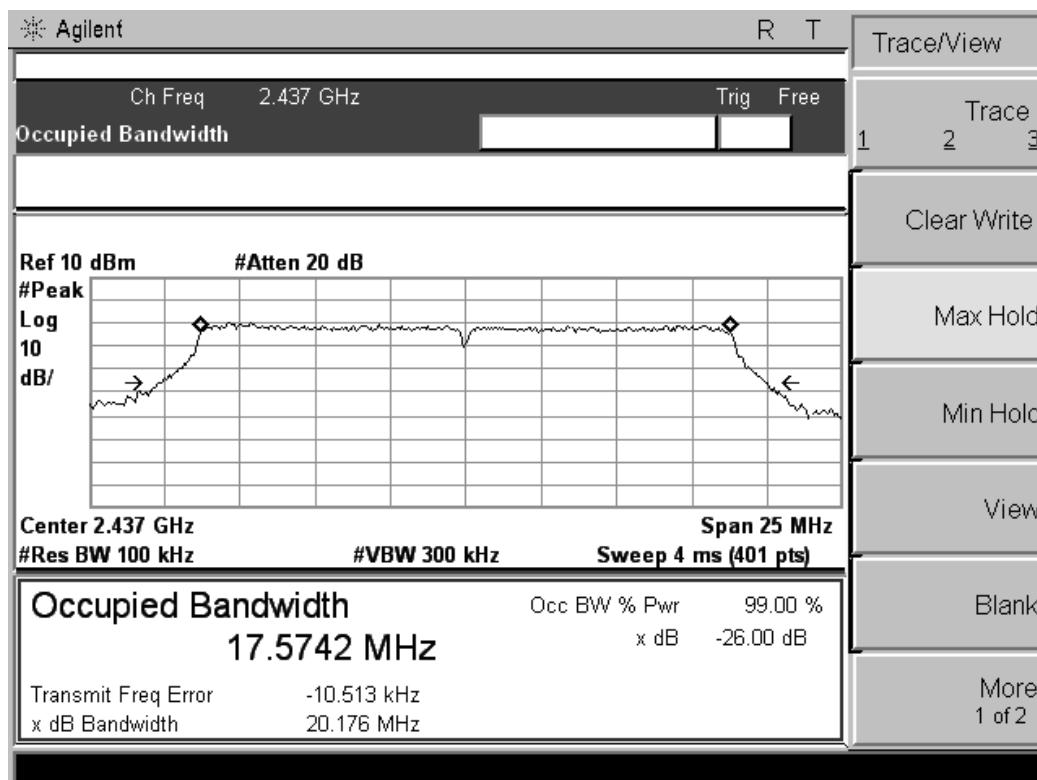 Agilent R T
Trace/View
Ch Freq 2.437 GHz Trig Free
Occupied Bandwidth
Trace
1 2 3
Clear Write
Ref 10 dBm #Atten 20 dB
#Peak
Log
10
dB/
Max Hold
Min Hold
View
Center 2.437 GHz Span 25 MHz
#Res BW 100 kHz #VBW 300 kHz Sweep 4 ms (401 pts)
Occupied Bandwidth
17.5742 MHz
Occ BW % Pwr 99.00 %
x dB -26.00 dB
Transmit Freq Error -10.513 kHz
x dB Bandwidth 20.176 MHz
Blank
More
1 of 2